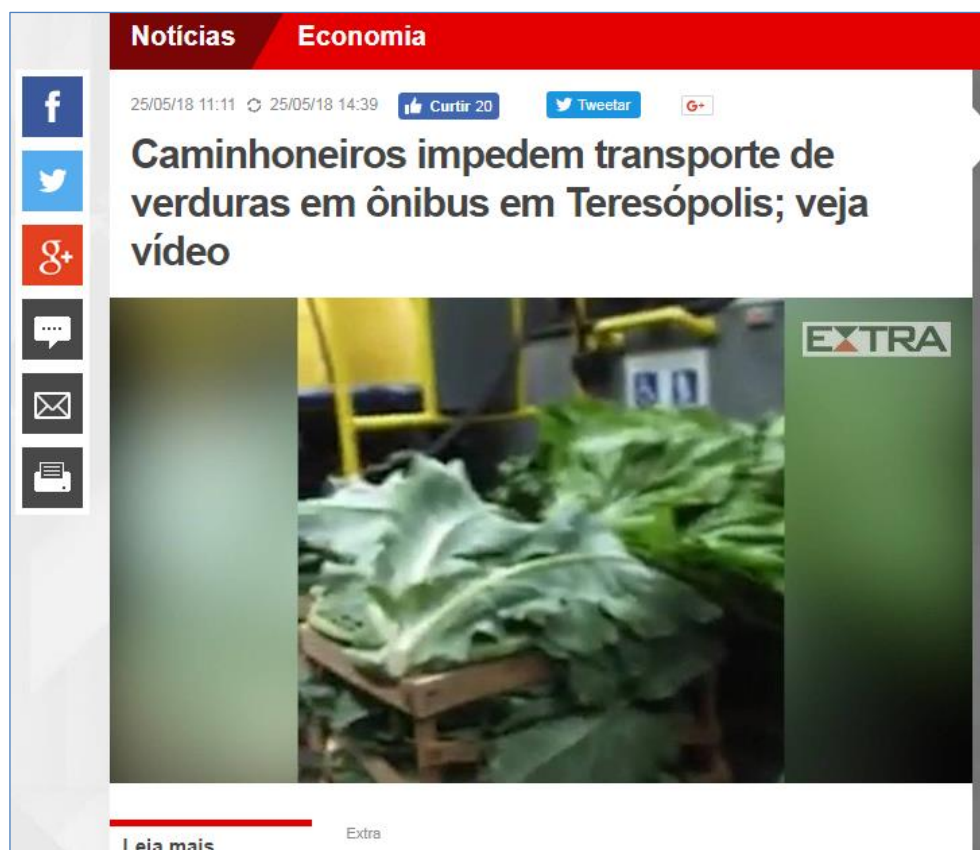 Notícias Economia
25/05/18 11:11 25/05/18 14:39 Curtir 20 Tweetar G+
Caminhoneiros impedem transporte de
verduras em ônibus em Teresópolis; veja
vídeo
EXTRA
Extra
Leia mais